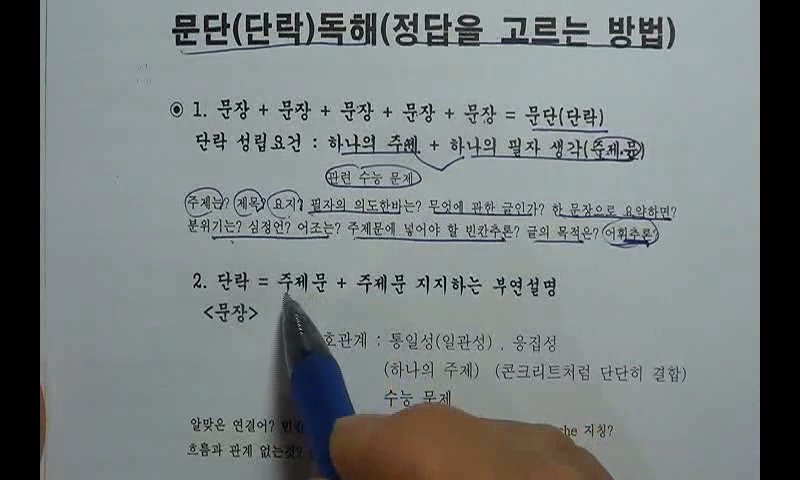 문단(단락)독해(정답을 고르는 방법)
◉ 1. 문장 + 문장 + 문장 + 문장 + 문장 = 문단(단락)
단락 성립요건 : 하나의 주제 + 하나의 필자 생각(주제문)
관련 수능 문제
주제는? 제목? 요지? 필자의 의도한바는? 무엇에 관한 글인가? 한 문장으로 요약하면?
분위기는? 심정언? 어조는? 주제문에 넣어야 할 빈칸추론? 글의 목적은? 어휘추론?
2. 단락 = 주제문 + 주제문 지지하는 부연설명
<문장>
호관계 : 통일성(일관성) , 응집성
(하나의 주제) (콘크리트처럼 단단히 결합)
수능 문제
알맞은 연결어? 빈칸 she 지칭?
흐름과 관계 없는것?